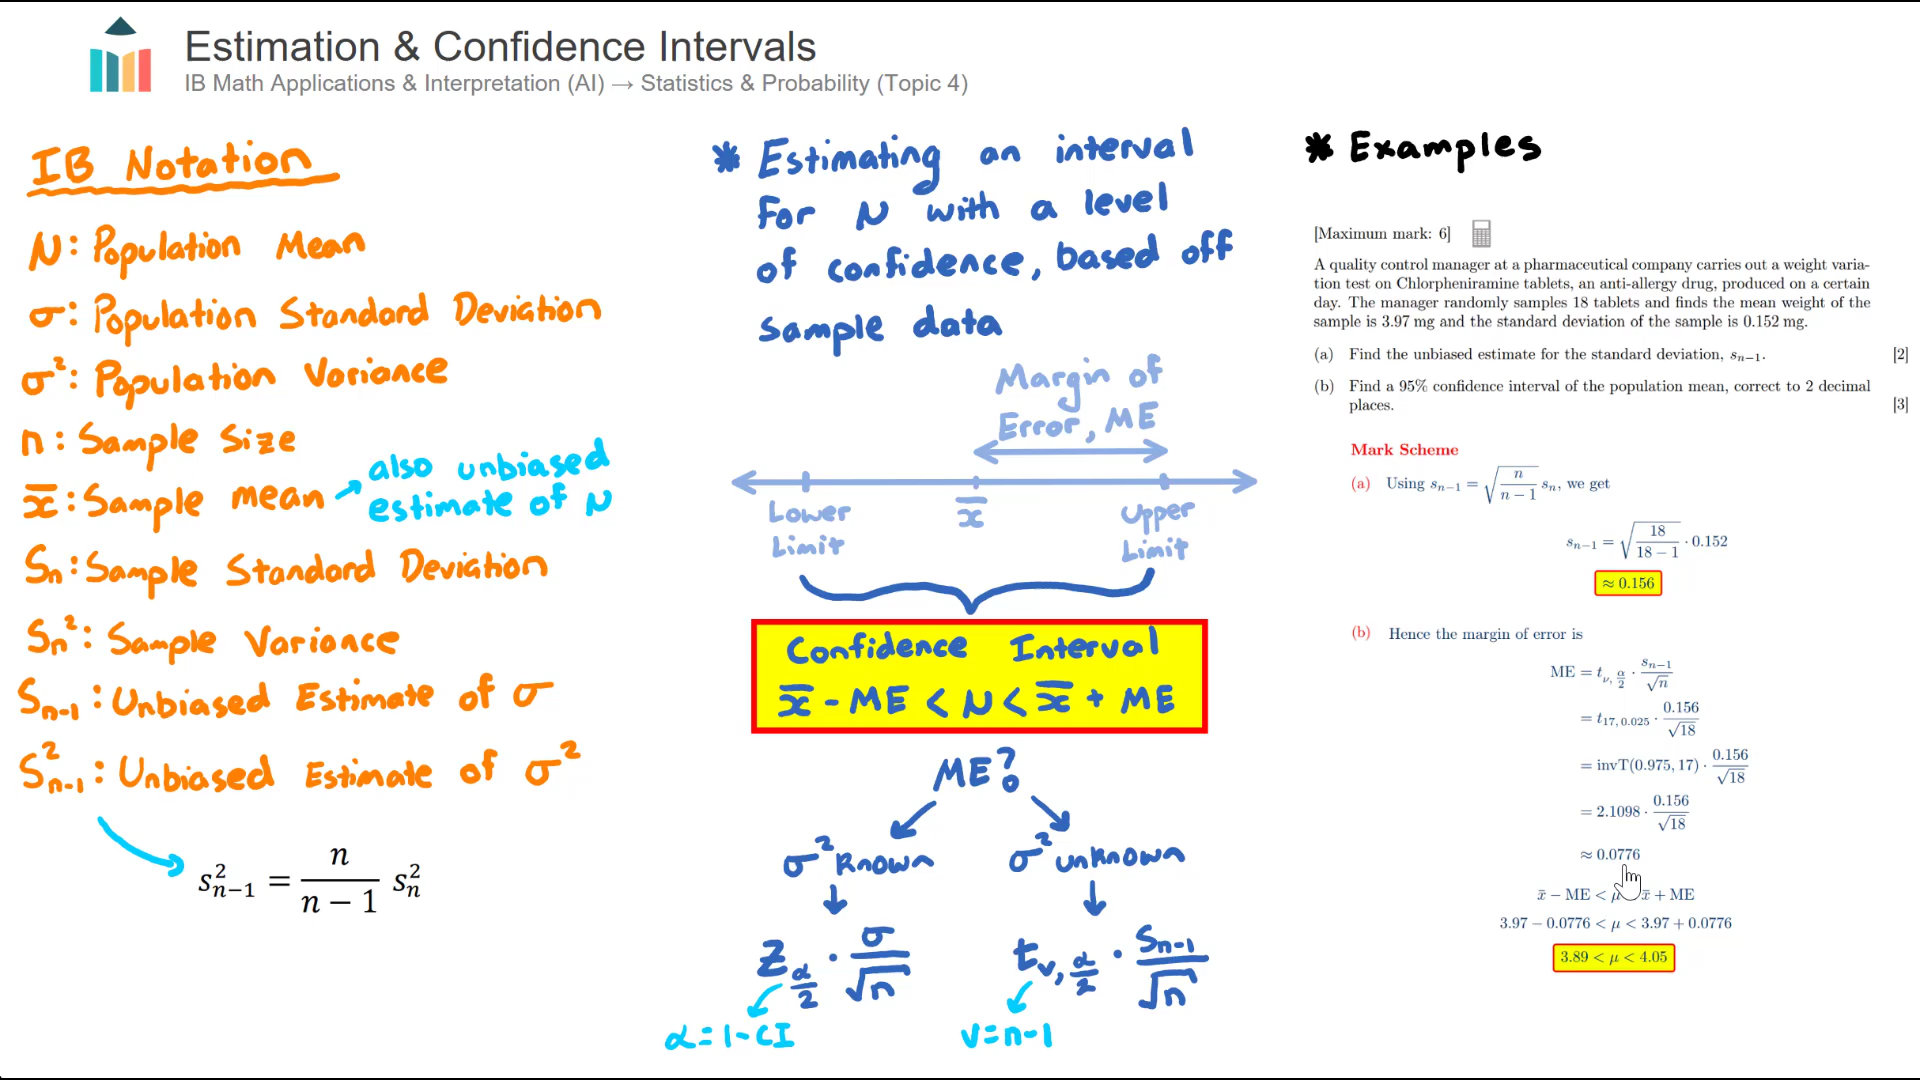 Estimation & Confidence Intervals
IB Math Applications & Interpretation (AI) → Statistics & Probability (Topic 4)
IB Notation
μ: Population Mean
σ: Population Standard Deviation
σ²: Population Variance
n: Sample Size
x̄: Sample mean → also unbiased
estimate of μ
Sn: Sample Standard Deviation
Sn²: Sample Variance
Sn-1: Unbiased Estimate of σ
S²n-1: Unbiased Estimate of σ²
s²n−1 = n/(n − 1) s²n
* Estimating an interval
for μ with a level
of confidence, based off
sample data
Margin of
Error, ME
Lower
Limit
x̄
Upper
Limit
Confidence Interval
x̄ - ME < μ < x̄ + ME
ME?
σ² known
σ² unknown
z α/2 · σ/√n
t v, α/2 · Sn-1/√n
α = 1 - CI
v = n - 1
* Examples
[Maximum mark: 6]
A quality control manager at a pharmaceutical company carries out a weight varia-
tion test on Chlorpheniramine tablets, an anti-allergy drug, produced on a certain
day. The manager randomly samples 18 tablets and finds the mean weight of the
sample is 3.97 mg and the standard deviation of the sample is 0.152 mg.
(a) Find the unbiased estimate for the standard deviation, sn−1. [2]
(b) Find a 95% confidence interval of the population mean, correct to 2 decimal
places. [3]
Mark Scheme
(a) Using sn−1 = √(n/(n − 1)) sn, we get
sn−1 = √(18/(18 − 1)) · 0.152
≈ 0.156
(b) Hence the margin of error is
ME = tν, α/2 · sn−1/√n
= t17, 0.025 · 0.156/√18
= invT(0.975, 17) · 0.156/√18
= 2.1098 · 0.156/√18
≈ 0.0776
x̄ − ME < μ x̄ + ME
3.97 − 0.0776 < μ < 3.97 + 0.0776
3.89 < μ < 4.05